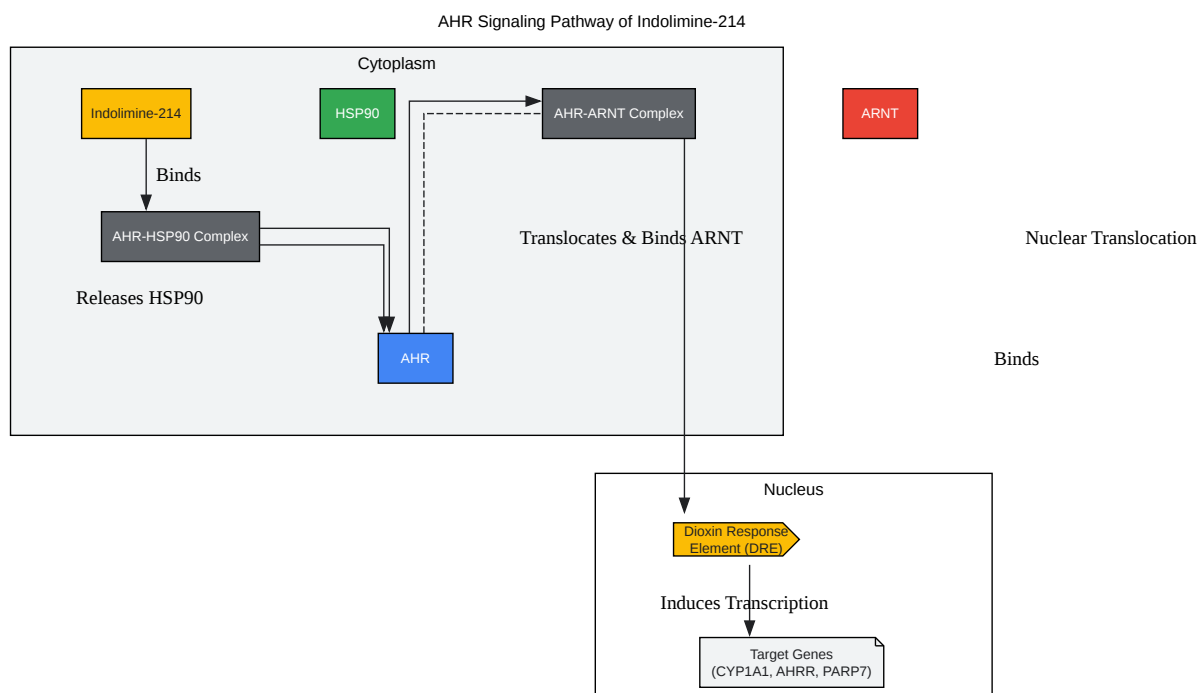 AHR Signaling Pathway of Indolimine-214
Cytoplasm
Indolimine-214
HSP90
AHR-ARNT Complex
ARNT
Binds
AHR-HSP90 Complex
Translocates & Binds ARNT
Nuclear Translocation
Releases HSP90
AHR
Binds
Nucleus
Dioxin Response
Element (DRE)
Induces Transcription
Target Genes
(CYP1A1, AHRR, PARP7)